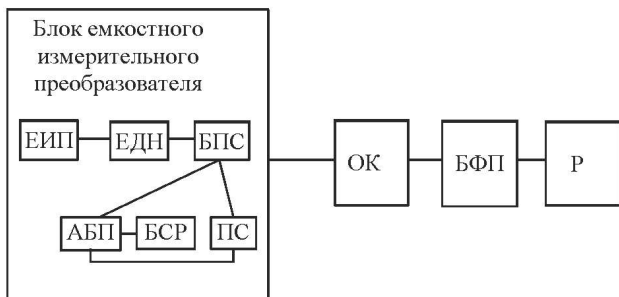 Блок емкостного
измерительного
преобразователя
ЕИП ЕДН БПС
ОК БФП Р
АБП БСР ПС